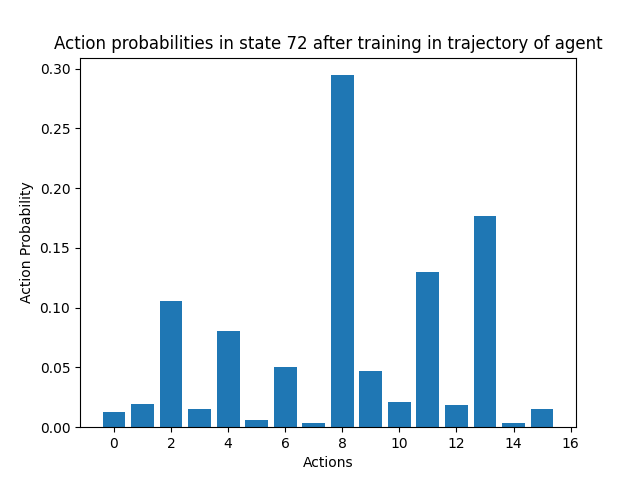 Action probabilities in state 72 after training in trajectory of agent
0.30
0.25
0.20
0.15
0.10
0.05
0.00
Action Probability
0 2 4 6 8 10 12 14 16
Actions